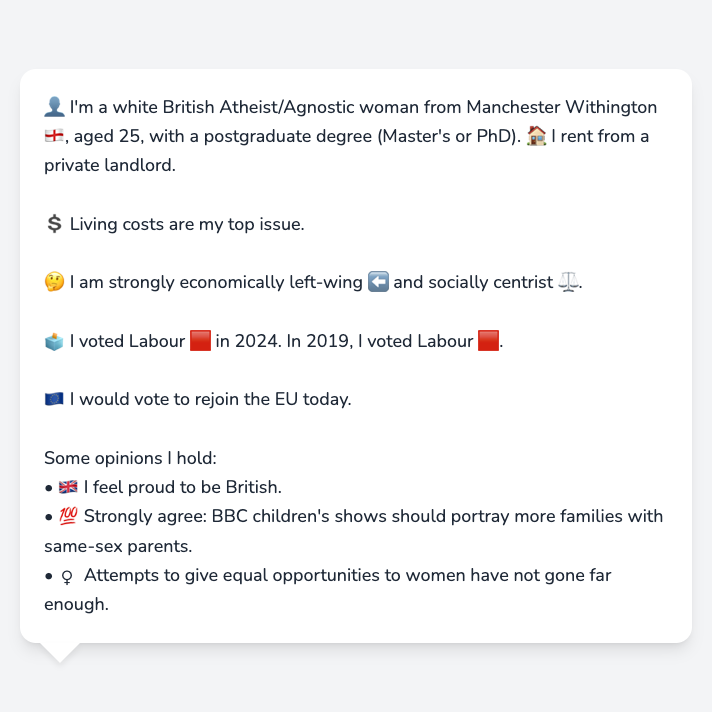 👤 I'm a white British Atheist/Agnostic woman from Manchester Withington
🏴󠁧󠁢󠁥󠁮󠁧󠁿, aged 25, with a postgraduate degree (Master's or PhD). 🏠 I rent from a
private landlord.
💲 Living costs are my top issue.
🤔 I am strongly economically left-wing ⬅️ and socially centrist ⚖️.
🗳️ I voted Labour 🟥 in 2024. In 2019, I voted Labour 🟥.
🇪🇺 I would vote to rejoin the EU today.
Some opinions I hold:
• 🇬🇧 I feel proud to be British.
• 💯 Strongly agree: BBC children's shows should portray more families with
same-sex parents.
• ♀ Attempts to give equal opportunities to women have not gone far
enough.